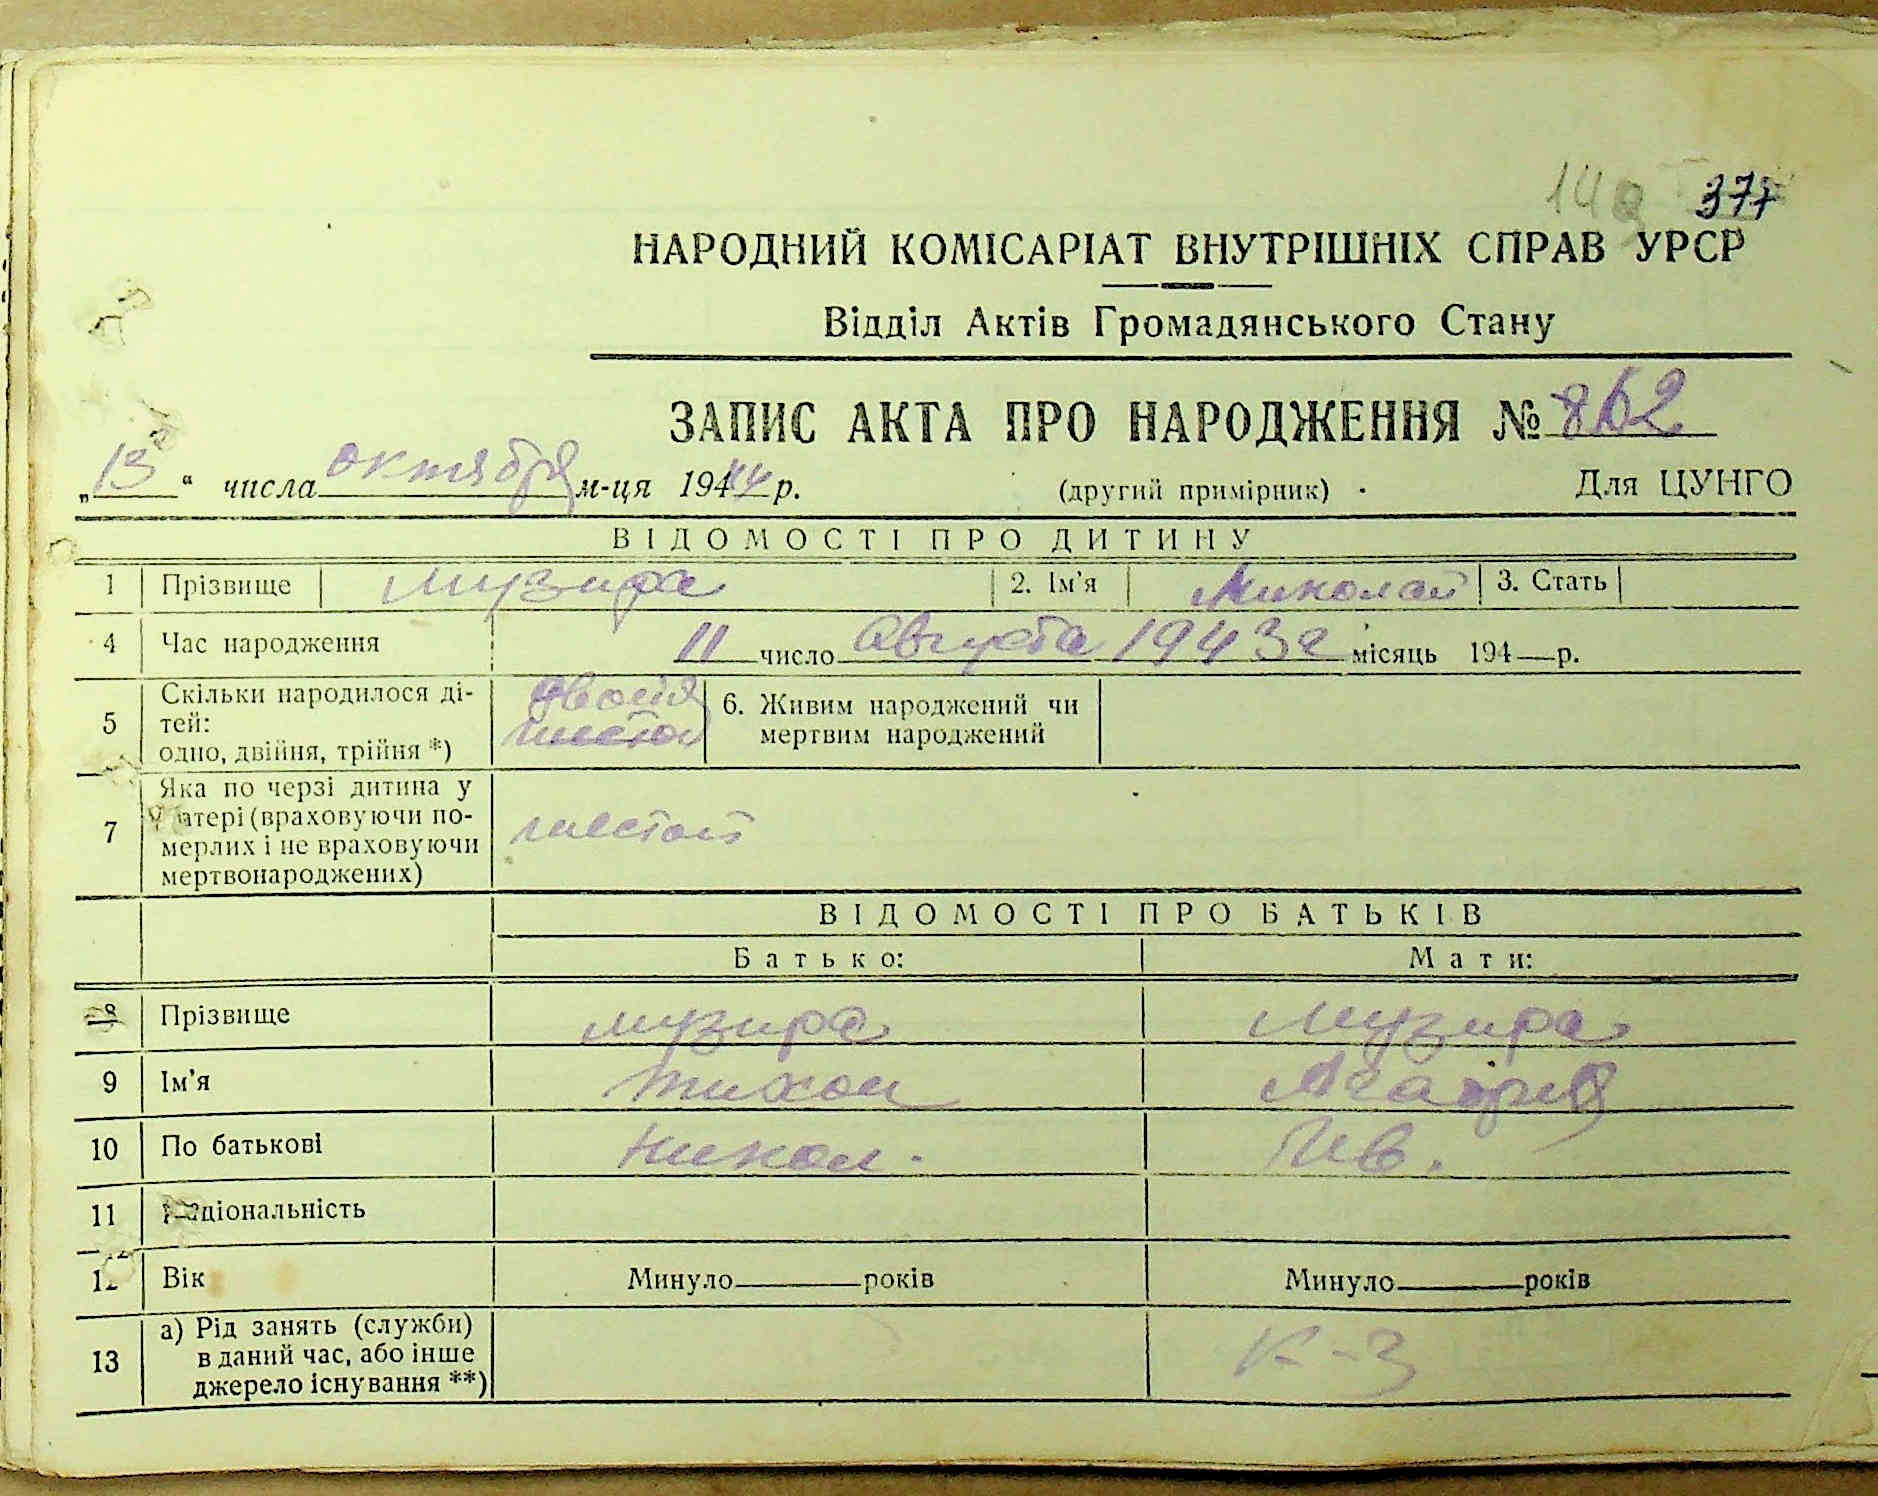 377
НАРОДНИЙ КОМІСАРІАТ ВНУТРІШНІХ СПРАВ УРСР
Відділ Актів Громадянського Стану
ЗАПИС АКТА ПРО НАРОДЖЕННЯ № 862
„13“ числа октября м-ця 1944 р. (другий примірник) Для ЦУНГО
ВІДОМОСТІ ПРО ДИТИНУ
1 Прізвище Музира 2. Ім'я Николай 3. Стать
4 Час народження 11 число Августа 1943 г місяць 194 р.
5 Скільки народилося ді-
тей:
одно, двійня, трійня *) двойня шестой 6. Живим народжений чи
мертвим народжений
7 Яка по черзі дитина у
матері (враховуючи по-
мерлих і не враховуючи
мертвонароджених) шестой
ВІДОМОСТІ ПРО БАТЬКІВ
Батько: Мати:
8 Прізвище Музира Музира
9 Ім'я Тихон
10 По батькові Никол. Ив.
11 Національність
12 Вік Минуло років Минуло років
13 а) Рід занять (служби)
в даний час, або інше
джерело існування **) К-З